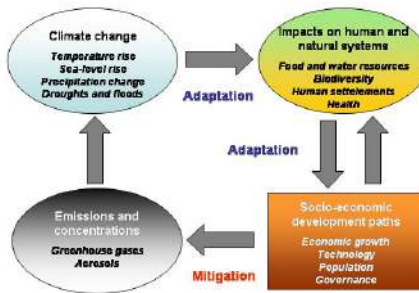 Climate change
Temperature rise
Sea-level rise
Precipitation change
Droughts and floods
Adaptation
Impacts on human and
natural systems
Food and water resources
Biodiversity
Human settelements
Health
Adaptation
Emissions and
concentrations
Greenhouse gases
Aerosols
Mitigation
Socio-economic
development paths
Economic growth
Technology
Population
Governance